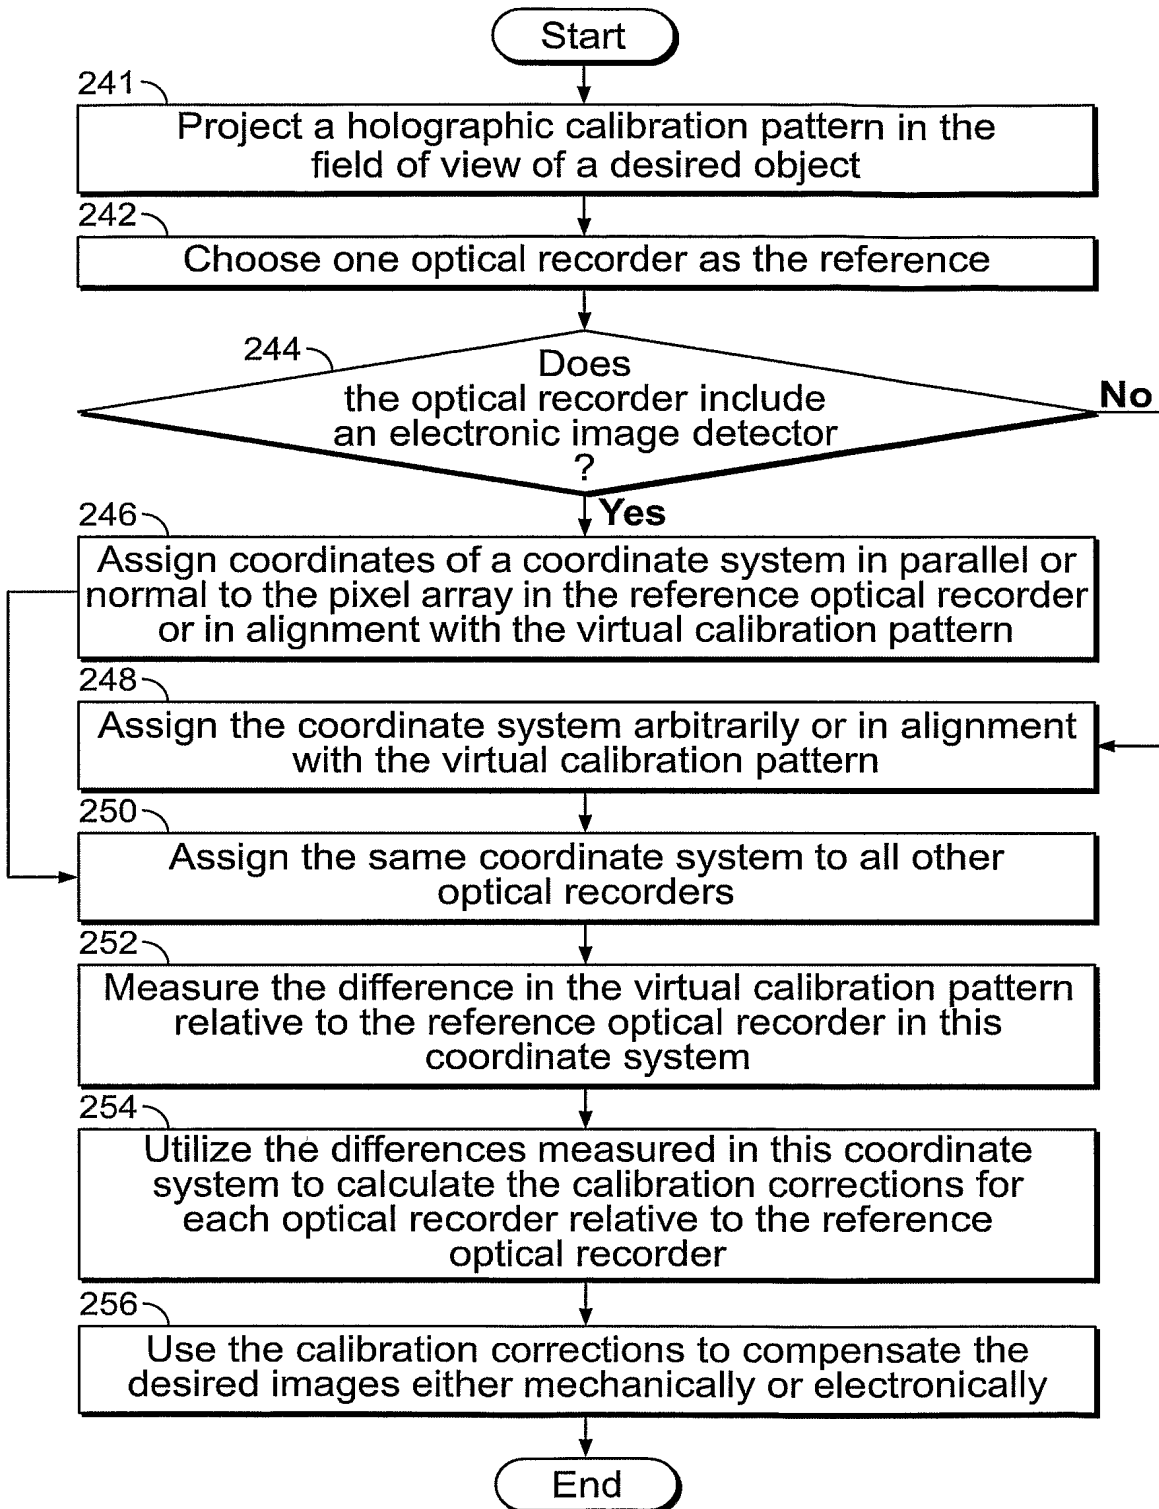 Start
241
Project a holographic calibration pattern in the
field of view of a desired object
242
Choose one optical recorder as the reference
244
Does
the optical recorder include
an electronic image detector
?
No
Yes
246
Assign coordinates of a coordinate system in parallel or
normal to the pixel array in the reference optical recorder
or in alignment with the virtual calibration pattern
248
Assign the coordinate system arbitrarily or in alignment
with the virtual calibration pattern
250
Assign the same coordinate system to all other
optical recorders
252
Measure the difference in the virtual calibration pattern
relative to the reference optical recorder in this
coordinate system
254
Utilize the differences measured in this coordinate
system to calculate the calibration corrections for
each optical recorder relative to the reference
optical recorder
256
Use the calibration corrections to compensate the
desired images either mechanically or electronically
End